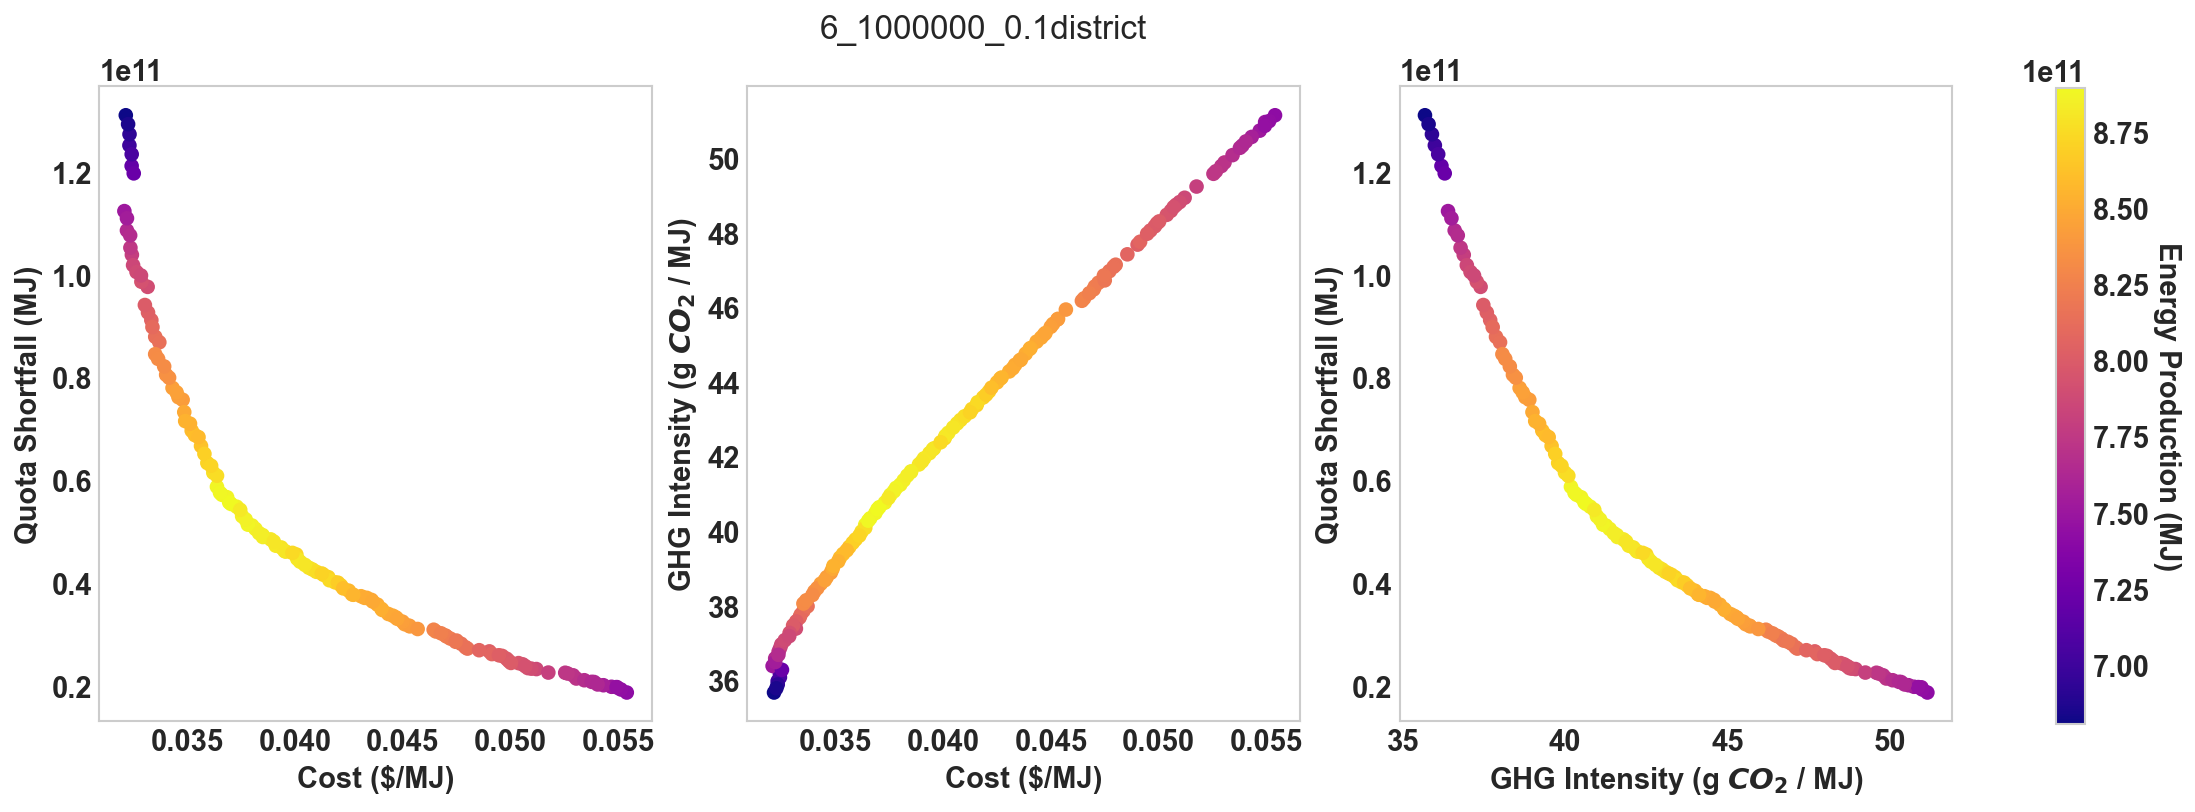 6_1000000_0.1district
1e11
1.2
1.0
0.8
0.6
0.4
0.2
Quota Shortfall (MJ)
0.035 0.040 0.045 0.050 0.055
Cost ($/MJ)
50
48
46
44
42
40
38
36
GHG Intensity (g CO₂ / MJ)
0.035 0.040 0.045 0.050 0.055
Cost ($/MJ)
1e11
1.2
1.0
0.8
0.6
0.4
0.2
Quota Shortfall (MJ)
35 40 45 50
GHG Intensity (g CO₂ / MJ)
1e11
8.75
8.50
8.25
8.00
7.75
7.50
7.25
7.00
Energy Production (MJ)